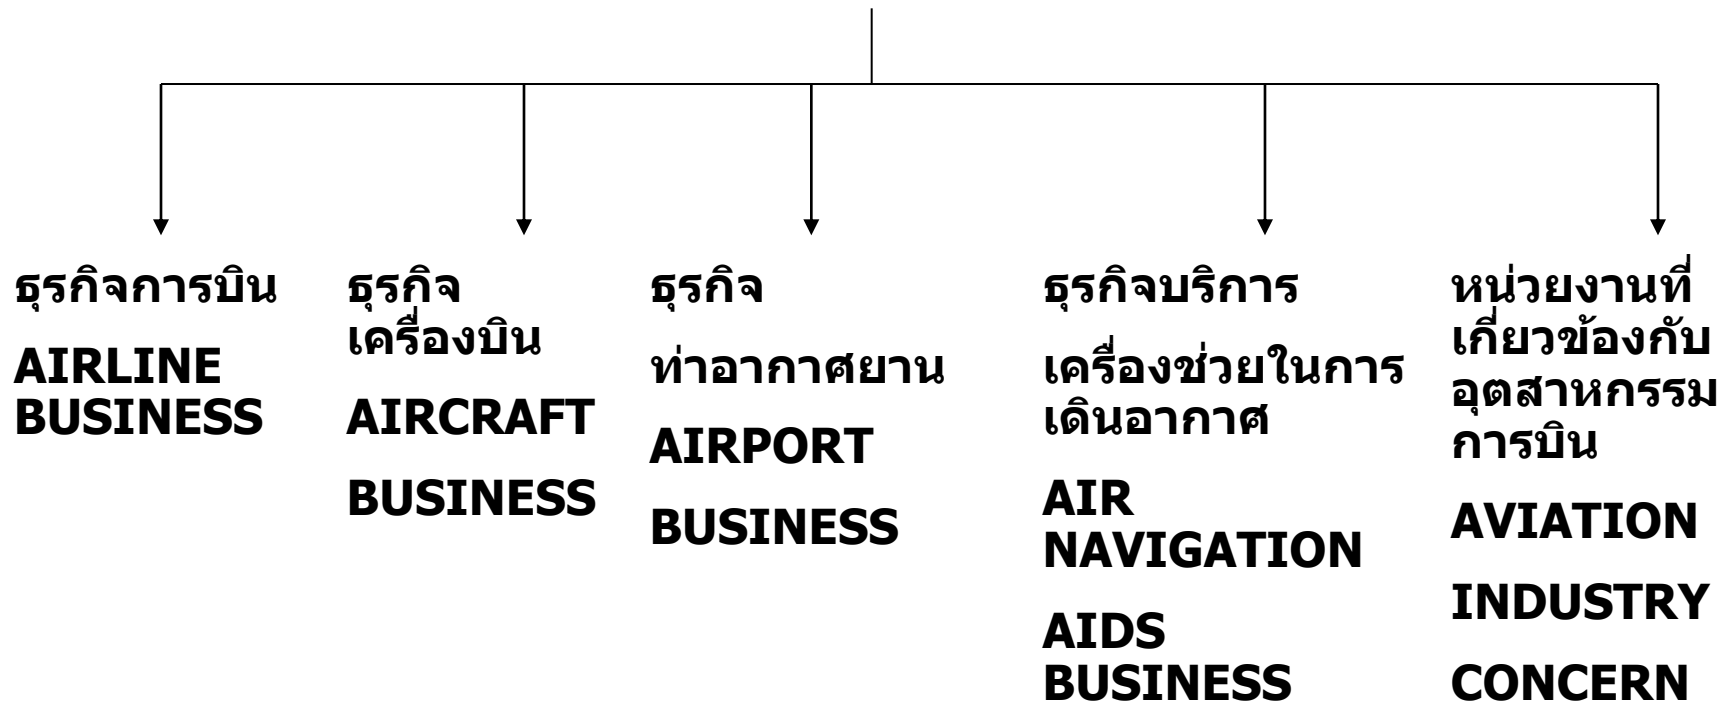 ธุรกิจการบิน
AIRLINE
BUSINESS
ธุรกิจ
เครื่องบิน
AIRCRAFT
BUSINESS
ธุรกิจ
ท่าอากาศยาน
AIRPORT
BUSINESS
ธุรกิจบริการ
เครื่องช่วยในการ
เดินอากาศ
AIR
NAVIGATION
AIDS
BUSINESS
หน่วยงานที่
เกี่ยวข้องกับ
อุตสาหกรรม
การบิน
AVIATION
INDUSTRY
CONCERN